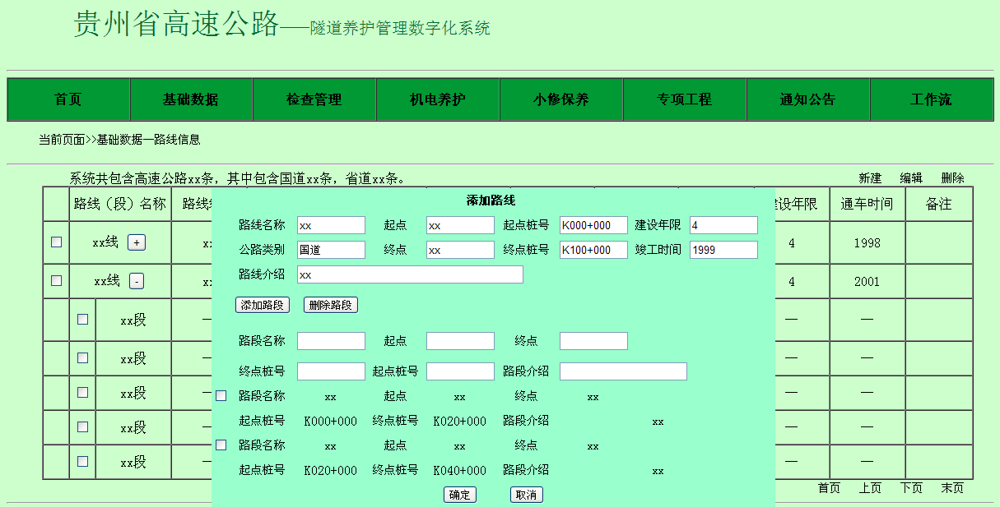 贵州省高速公路——隧道养护管理数字化系统
首页 基础数据 检查管理 机电养护 小修保养 专项工程 通知公告 工作流
当前页面>>基础数据—路线信息
系统共包含高速公路xx条，其中包含国道xx条，省道xx条。 新建 编辑 删除
路线（段）名称 路线 建设年限 通车时间 备注
xx线 + xx 4 1998
xx线 - xx 4 2001
xx段 — — —
xx段 — — —
xx段 — — —
xx段 — — —
xx段 — — —
添加路线
路线名称 xx 起点 xx 起点桩号 K000+000 建设年限 4
公路类别 国道 终点 xx 终点桩号 K100+000 竣工时间 1999
路线介绍 xx
添加路段 删除路段
路段名称 起点 终点
终点桩号 起点桩号 路段介绍
路段名称 xx 起点 xx 终点 xx
起点桩号 K000+000 终点桩号 K020+000 路段介绍 xx
路段名称 xx 起点 xx 终点 xx
起点桩号 K020+000 终点桩号 K040+000 路段介绍 xx
确定 取消
首页 上页 下页 末页